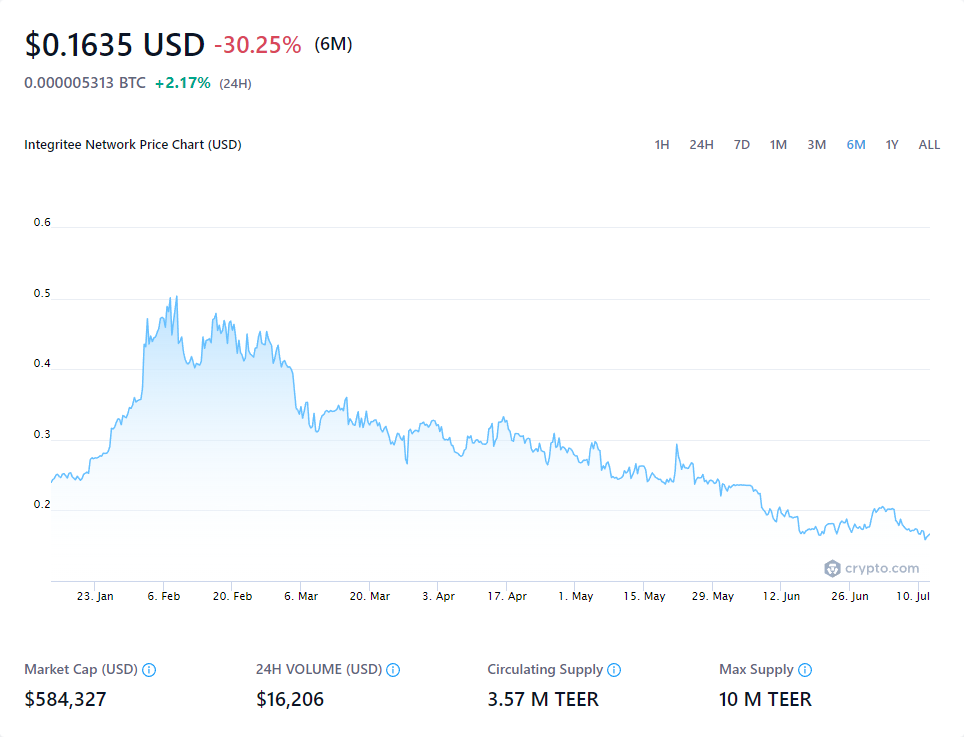 $0.1635 USD -30.25% (6M)
0.000005313 BTC +2.17% (24H)
Integritee Network Price Chart (USD) 1H 24H 7D 1M 3M 6M 1Y ALL
0.6
0.5
0.4
0.3
0.2
crypto.com
23. Jan 6. Feb 20. Feb 6. Mar 20. Mar 3. Apr 17. Apr 1. May 15. May 29. May 12. Jun 26. Jun 10. Jul
Market Cap (USD) 24H VOLUME (USD) Circulating Supply Max Supply
$584,327 $16,206 3.57 M TEER 10 M TEER